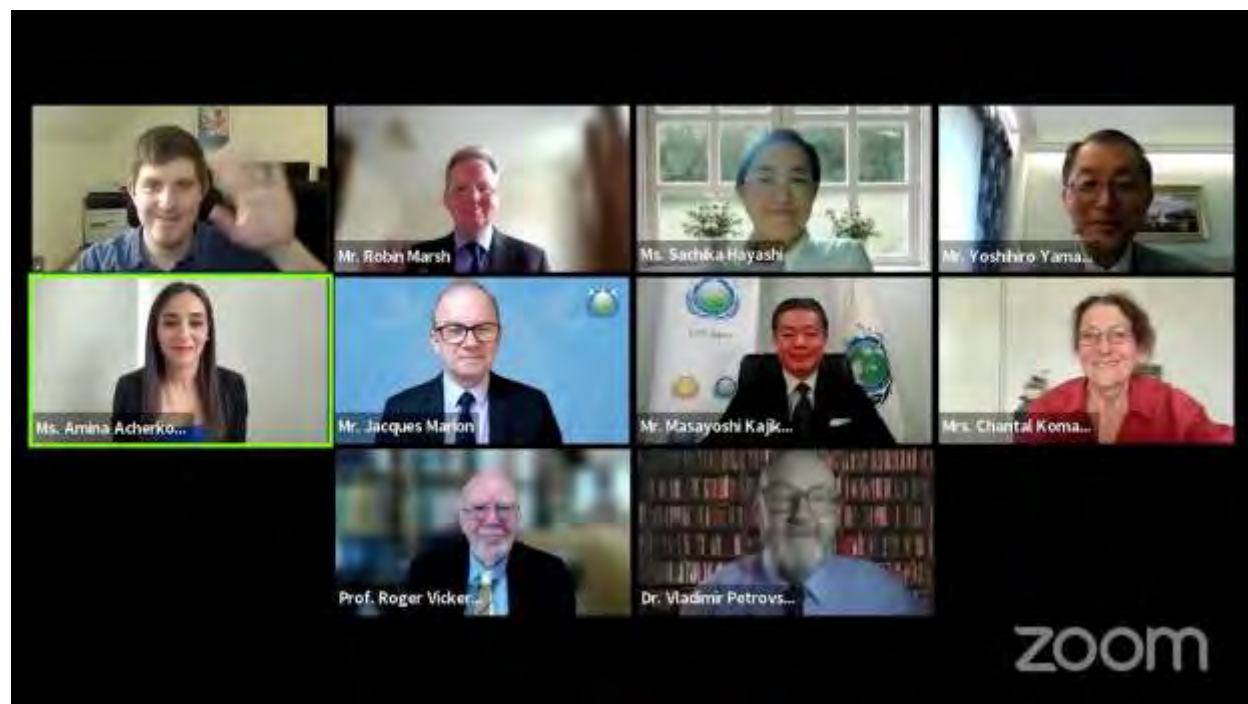 Mr. Robin Marsh
Ms. Sachika Hayashi
Mr. Yoshihiro Yama...
Ms. Amina Acherko...
Mr. Jacques Marion
Mr. Masayoshi Kajik...
Mrs. Chantal Koma...
Prof. Roger Vicker...
Dr. Vladimir Petrovs...
zoom